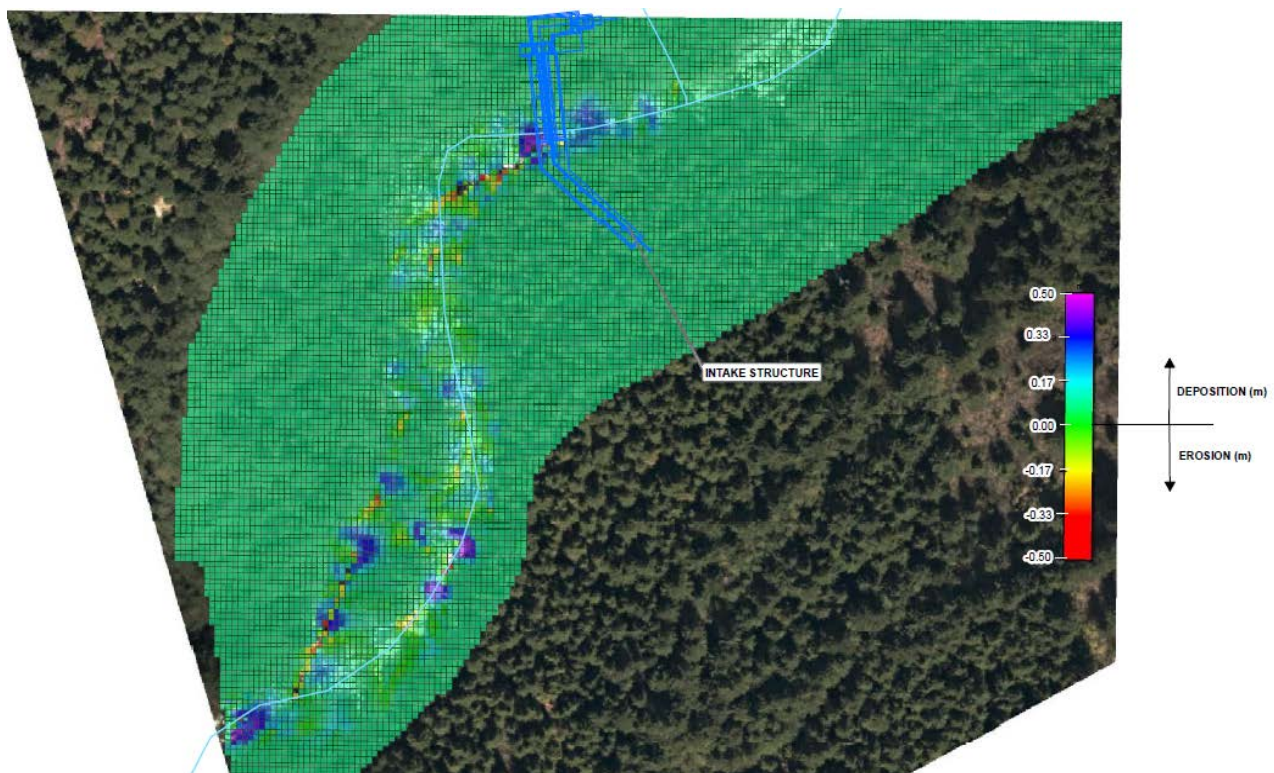 0.50
0.33
0.17
0.00
-0.17
-0.33
-0.50
DEPOSITION (m)
EROSION (m)
INTAKE STRUCTURE